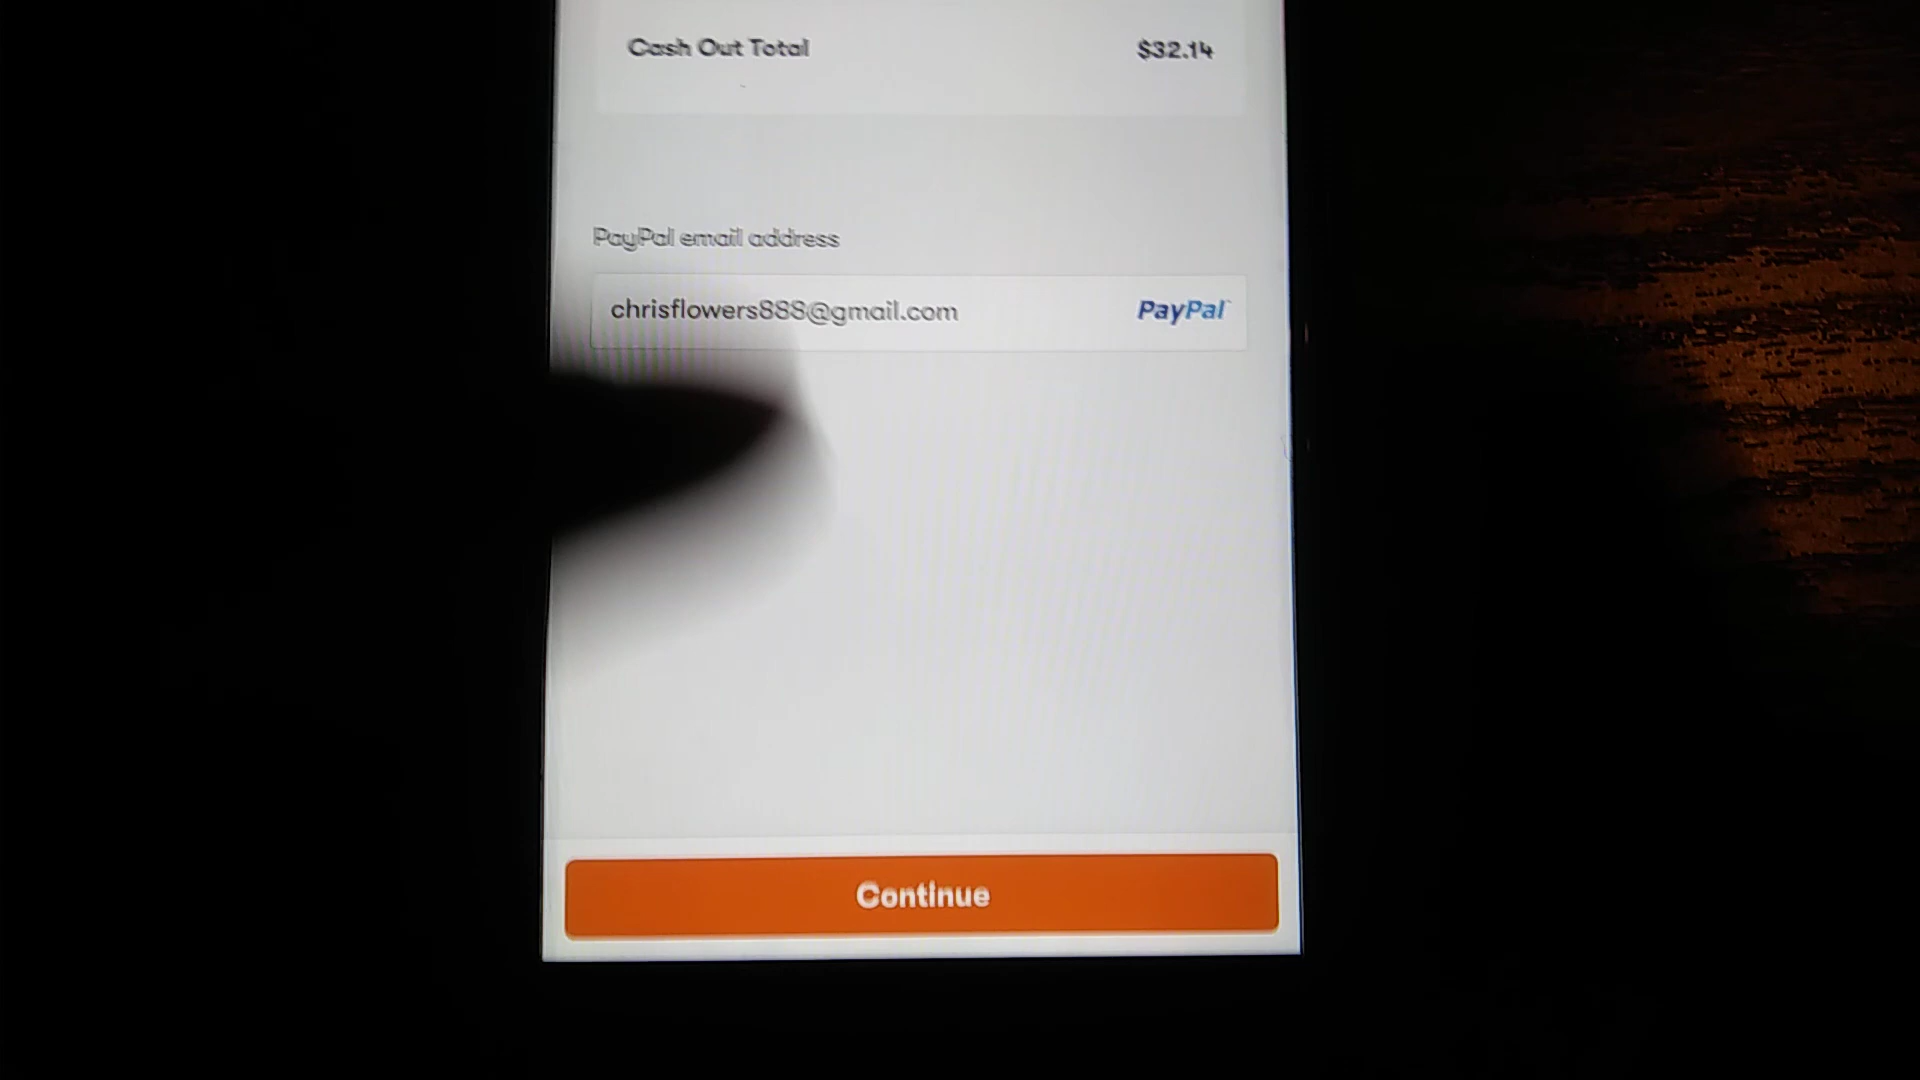 Cash Out Total $32.14
PayPal email address
chrisflowers888@gmail.com PayPal
Continue